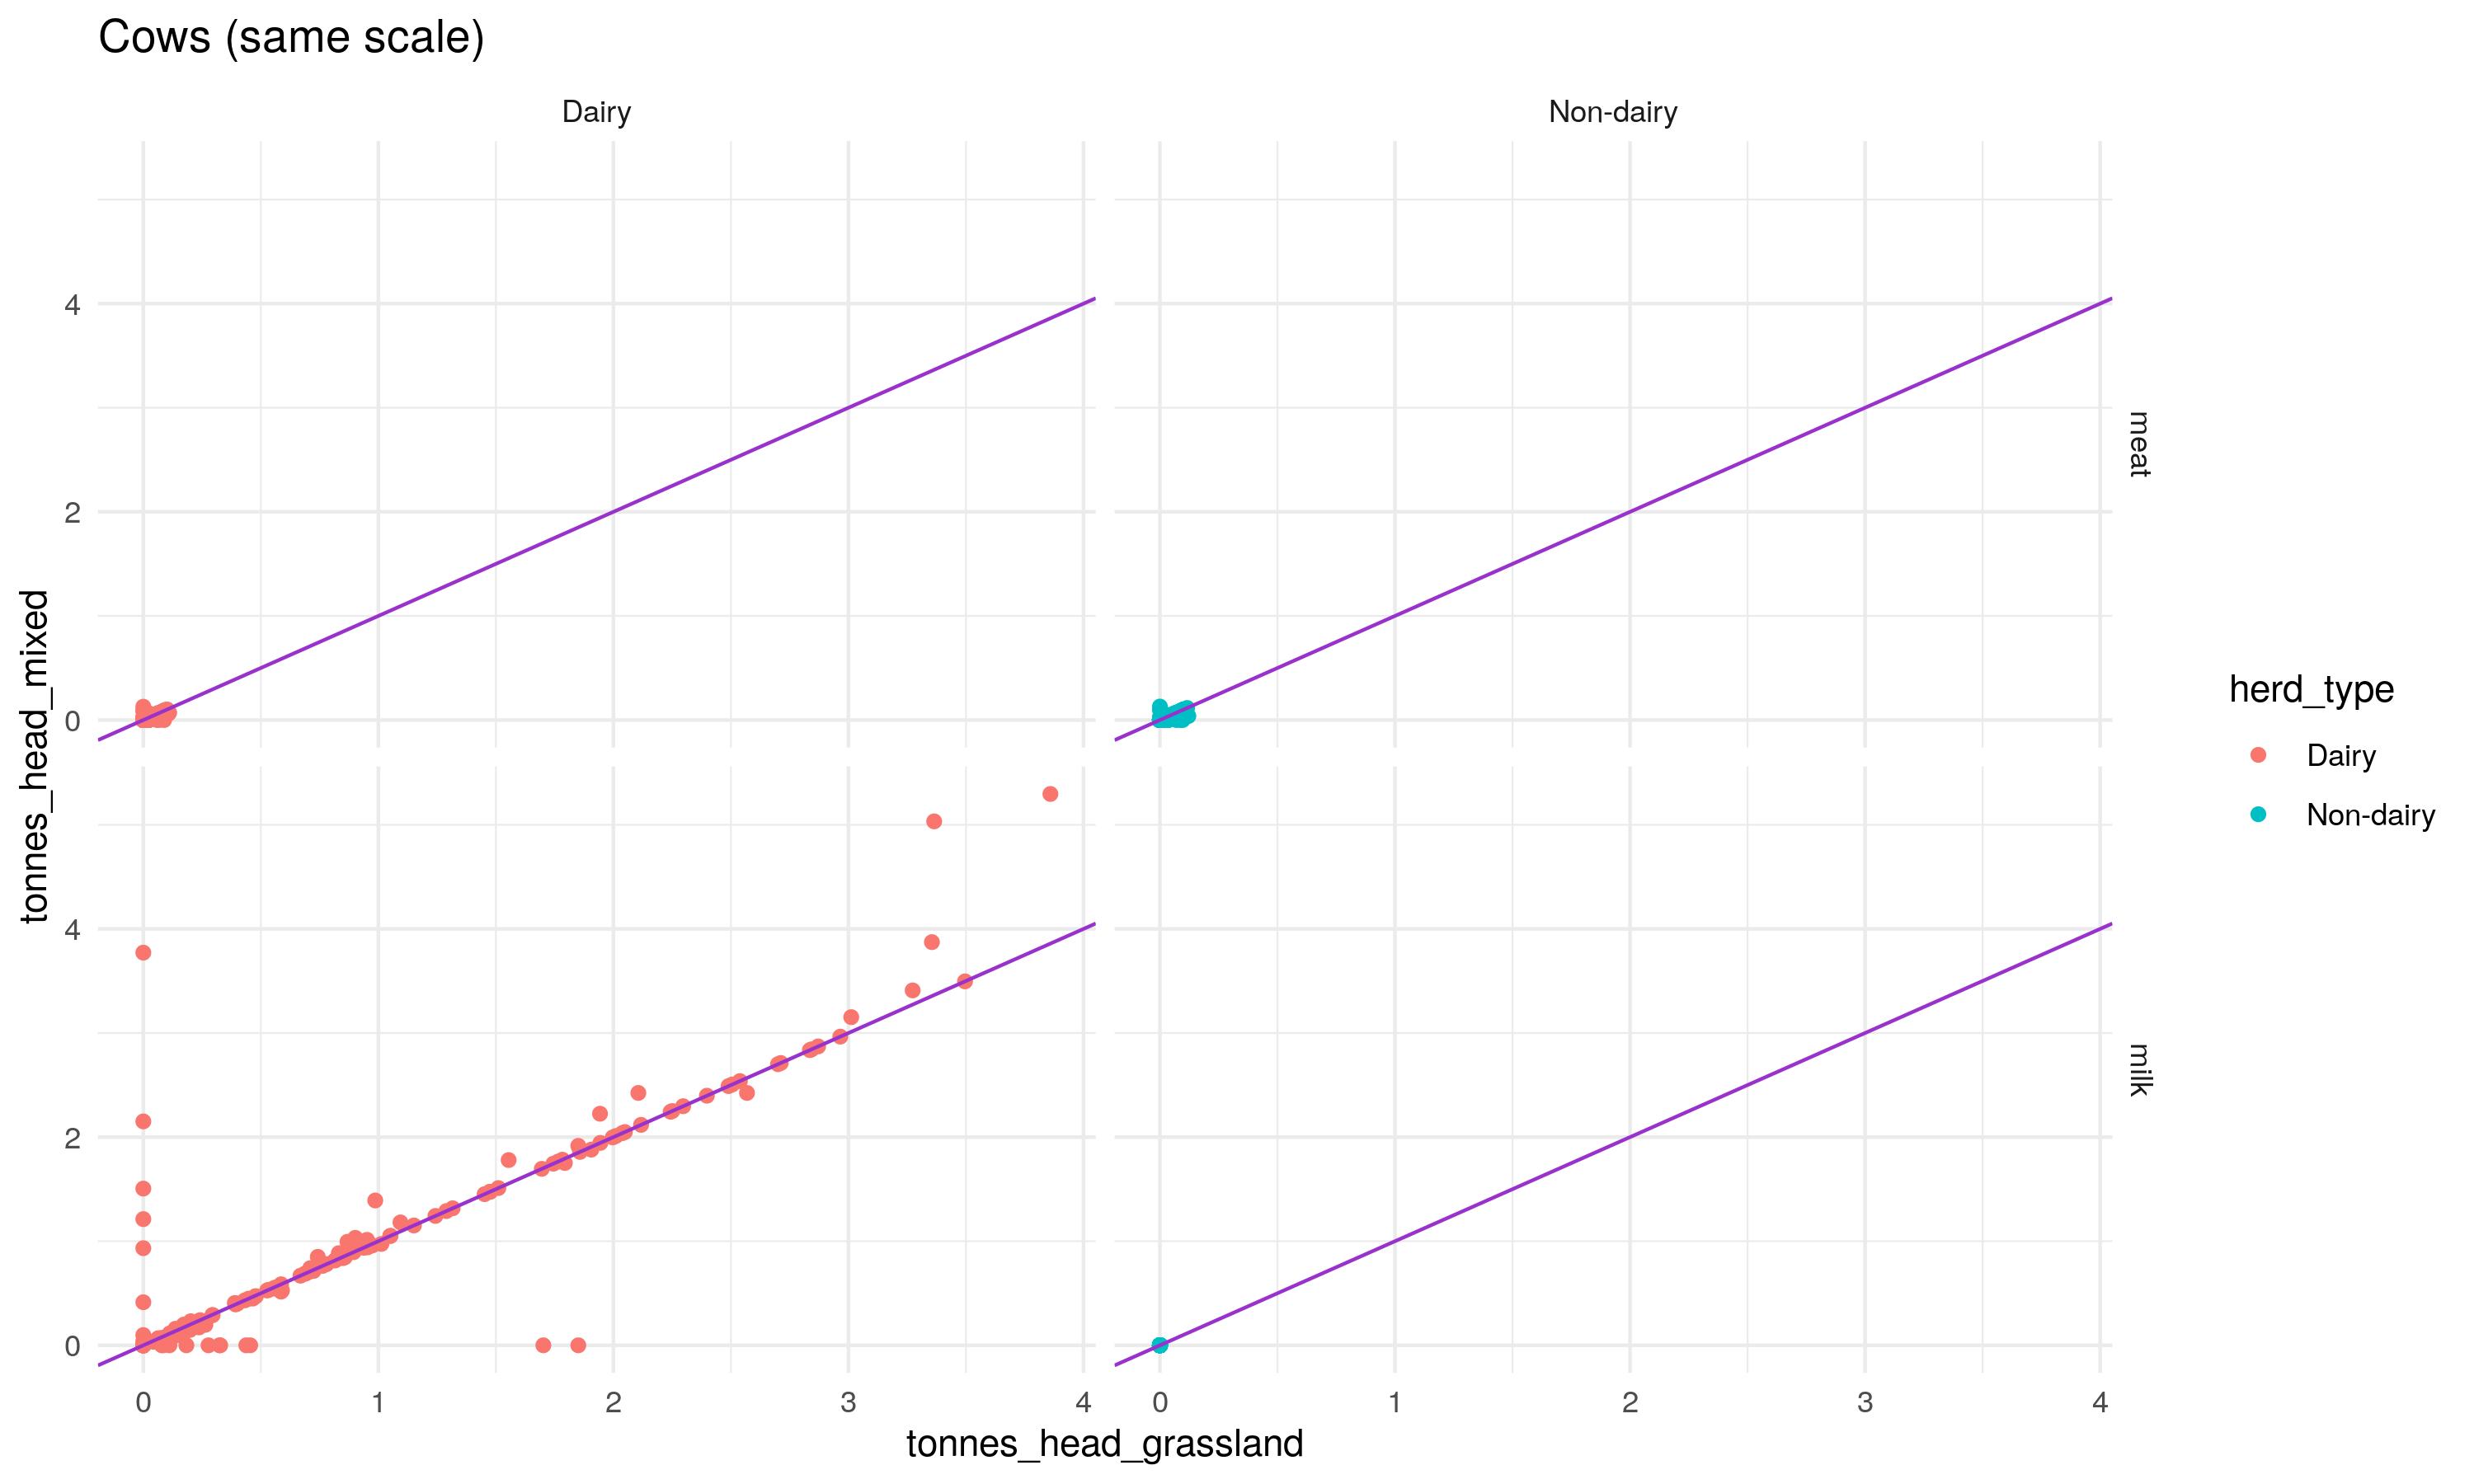 Cows (same scale)
Dairy
Non-dairy
4
2
0
meat
tonnes_head_mixed
4
2
0
milk
0
1
2
3
4
0
1
2
3
4
tonnes_head_grassland
herd_type
Dairy
Non-dairy